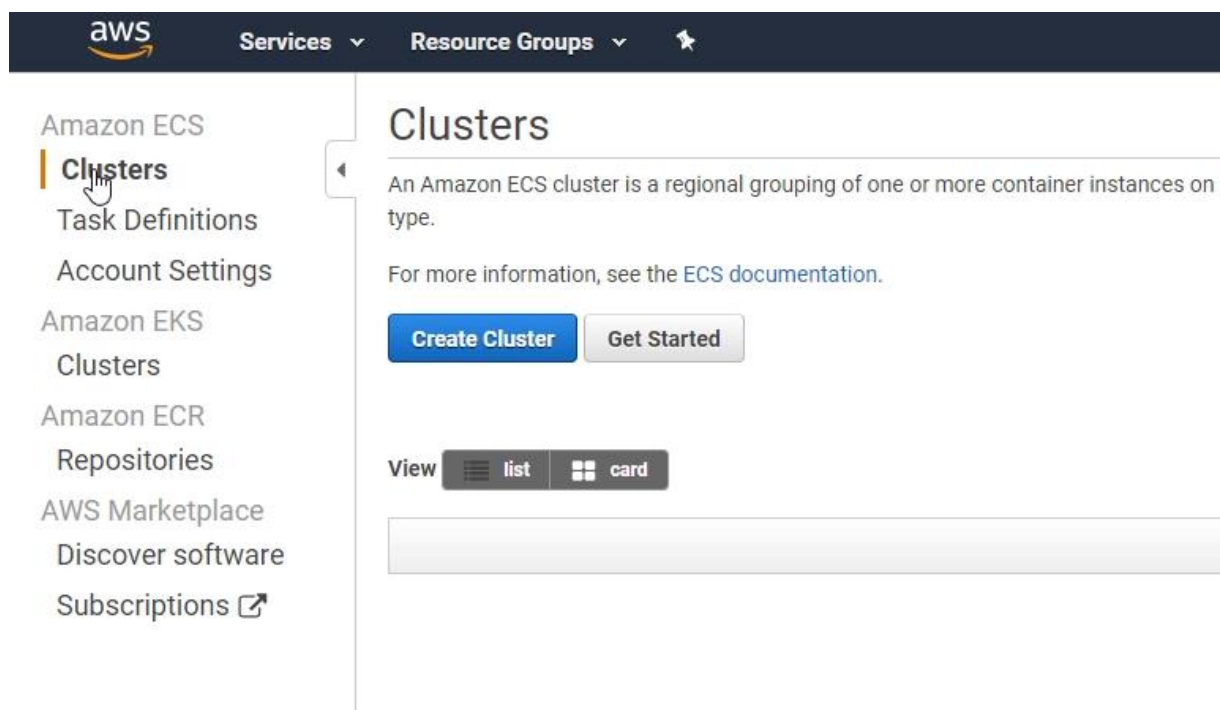 aws Services Resource Groups
Amazon ECS
Clusters
Task Definitions
Account Settings
Amazon EKS
Clusters
Amazon ECR
Repositories
AWS Marketplace
Discover software
Subscriptions
Clusters
An Amazon ECS cluster is a regional grouping of one or more container instances on
type.
For more information, see the ECS documentation.
Create Cluster Get Started
View list card